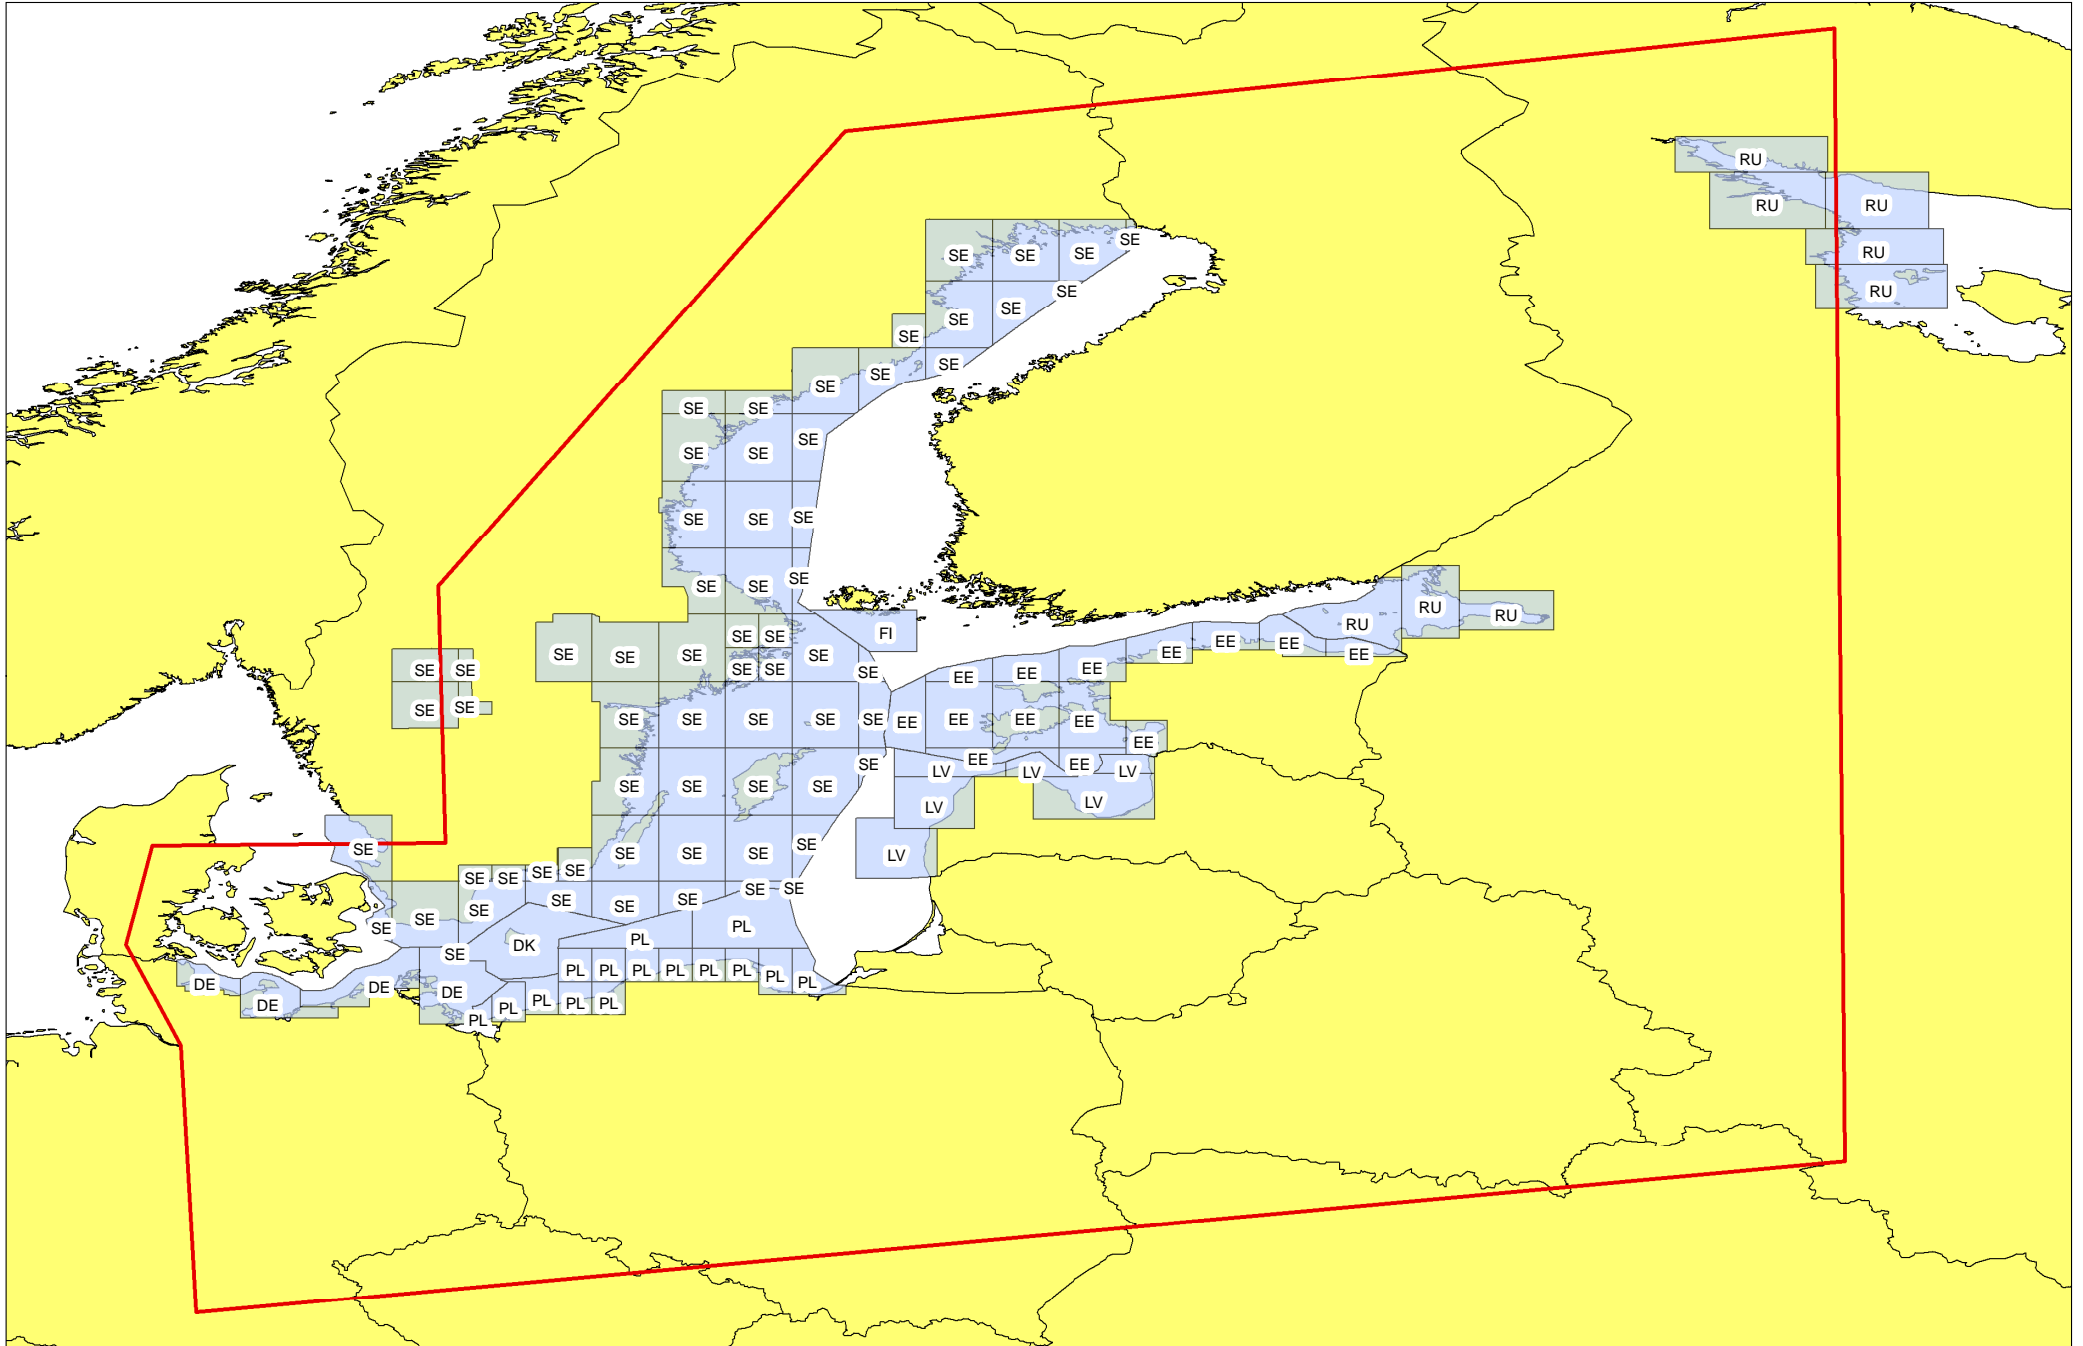 RU
RU RU
SE
SE SE SE RU
SE RU
SE SE
SE
SE
SE SE
SE SE
SE
SE SE
SE SE SE
SE SE SE
SE SE
RU
RU
RU
FI
SE SE EE EE
SE SE SE SE EE EE
SE SE SE SE SE EE EE
SE EE
SE SE
SE SE SE SE SE EE EE EE EE
EE
SE EE EE
LV LV LV
SE SE SE SE
LV LV
SE SE SE SE SE
LV
SE SE SE SE
SE SE
SE SE SE SE
SE
SE PL
PL
DK
SE
PL PL PL PL PL PL PL PL
DE DE DE
DE PL PL PL PL
PL